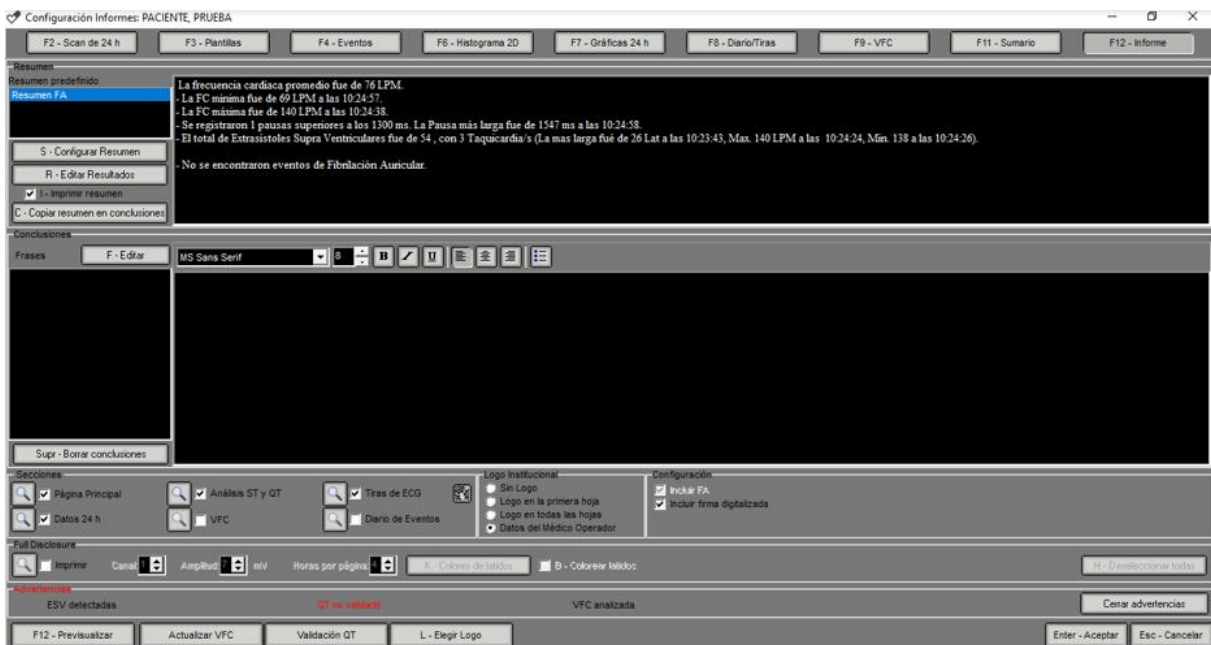 Configuración Informes: PACIENTE, PRUEBA
F2 - Scan de 24 h
F3 - Plantillas
F4 - Eventos
F6 - Histograma 2D
F7 - Gráficas 24 h
F8 - Diario/Tiras
F9 - VFC
F11 - Sumario
F12 - Informe
Resumen
Resumen predefinido
Resumen FA
S - Configurar Resumen
R - Editar Resultados
I - Imprimir resumen
C - Copiar resumen en conclusiones
La frecuencia cardíaca promedio fue de 76 LPM.
- La FC mínima fue de 69 LPM a las 10:24:57.
- La FC máxima fue de 140 LPM a las 10:24:38.
- Se registraron 1 pausas superiores a los 1300 ms. La Pausa más larga fue de 1547 ms a las 10:24:58.
- El total de Extrasístoles Supra Ventriculares fue de 54 , con 3 Taquicardia/s (La mas larga fué de 26 Lat a las 10:23:43, Max. 140 LPM a las 10:24:24, Min. 138 a las 10:24:26).
- No se encontraron eventos de Fibrilación Auricular.
Conclusiones
Frases
F - Editar
MS Sans Serif
8
B
U
Supr - Borrar conclusiones
Secciones
Página Principal
Análisis ST y QT
Tiras de ECG
Datos 24 h
VFC
Diario de Eventos
Logo Institucional
Sin Logo
Logo en la primera hoja
Logo en todas las hojas
Datos del Médico Operador
Configuración
Incluir FA
Incluir firma digitalizada
Full Disclosure
Imprimir
Canal: 1
Amplitud: 7 mV
Horas por página: 4
K - Colores de latidos
B - Colorear latidos
H - Deseleccionar todas
Advertencias
ESV detectadas
QT no validado
VFC analizada
Cerrar advertencias
F12 - Previsualizar
Actualizar VFC
Validación QT
L - Elegir Logo
Enter - Aceptar
Esc - Cancelar